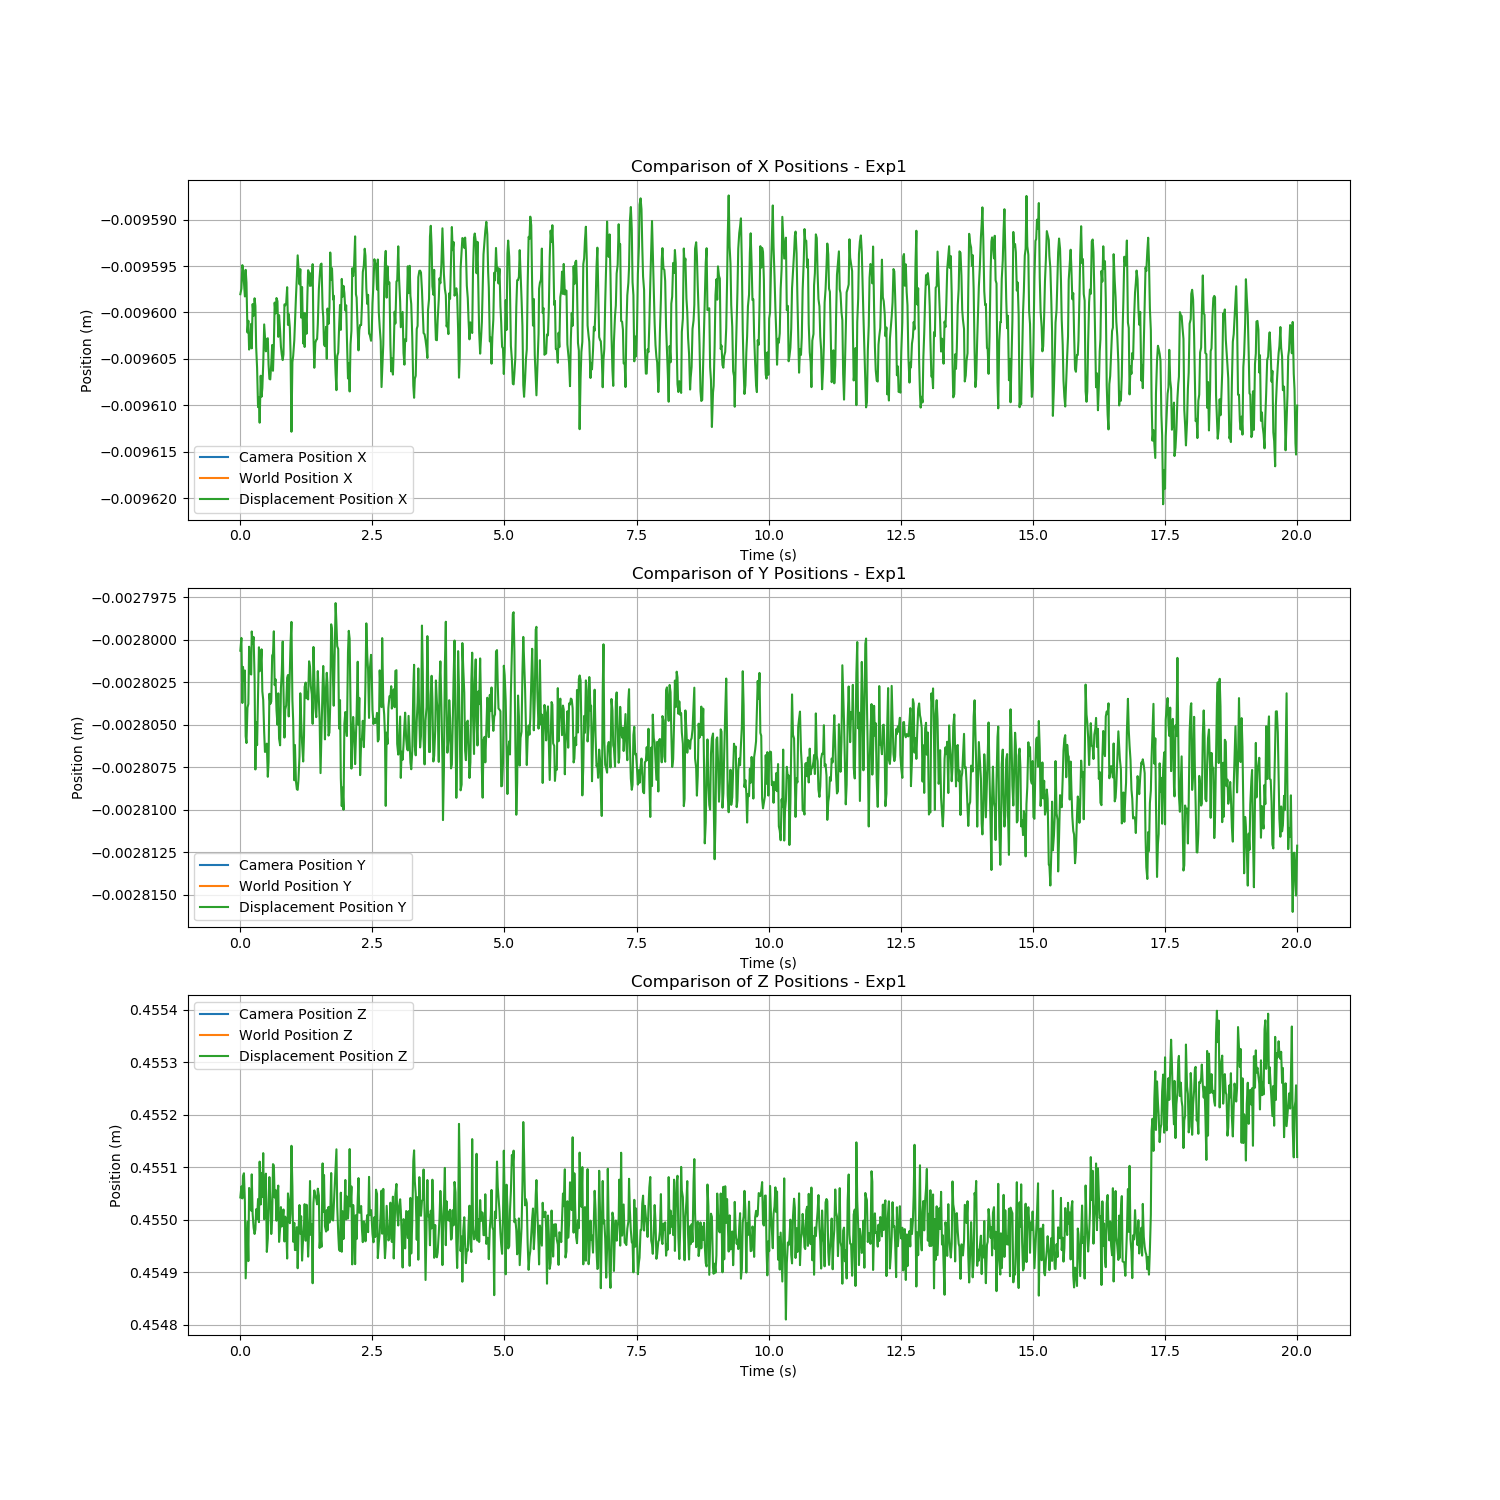 Comparison of X Positions - Exp1
−0.009590
−0.009595
−0.009600
−0.009605
−0.009610
−0.009615
−0.009620
Position (m)
Camera Position X
World Position X
Displacement Position X
0.0 2.5 5.0 7.5 10.0 12.5 15.0 17.5 20.0
Time (s)
Comparison of Y Positions - Exp1
−0.0027975
−0.0028000
−0.0028025
−0.0028050
−0.0028075
−0.0028100
−0.0028125
−0.0028150
Position (m)
Camera Position Y
World Position Y
Displacement Position Y
0.0 2.5 5.0 7.5 10.0 12.5 15.0 17.5 20.0
Time (s)
Comparison of Z Positions - Exp1
0.4554
0.4553
0.4552
0.4551
0.4550
0.4549
0.4548
Position (m)
Camera Position Z
World Position Z
Displacement Position Z
0.0 2.5 5.0 7.5 10.0 12.5 15.0 17.5 20.0
Time (s)